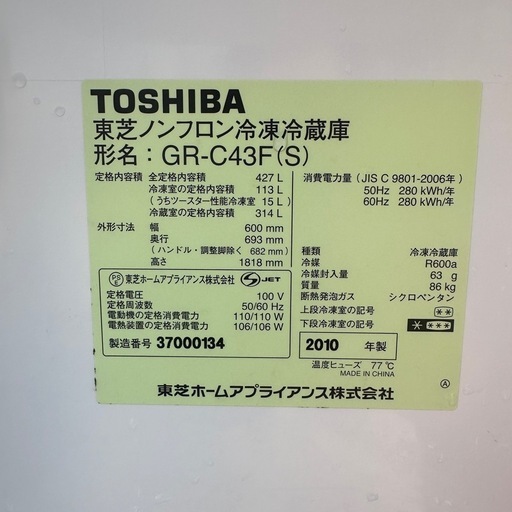 TOSHIBA
東芝ノンフロン冷凍冷蔵庫
形名：GR-C43F(S)
定格内容積 全定格内容積 427 L
冷凍室の定格内容積 113 L
（うちツースター性能冷凍室 15 L）
冷蔵室の定格内容積 314 L
外形寸法 幅 600 mm
奥行 693 mm
（ハンドル・調整脚除く 682 mm）
高さ 1818 mm
消費電力量（JIS C 9801-2006年）
50Hz 280 kWh/年
60Hz 280 kWh/年
種類 冷凍冷蔵庫
冷媒 R600a
冷媒封入量 63 g
質量 86 kg
断熱発泡ガス シクロペンタン
上段冷凍室の記号 **
下段冷凍室の記号 * ***
PS E 東芝ホームアプライアンス株式会社 S JET
定格電圧 100 V
定格周波数 50/60 Hz
電動機の定格消費電力 110/110 W
電熱装置の定格消費電力 106/106 W
製造番号 37000134
2010 年製
温度ヒューズ 77℃
MADE IN CHINA
東芝ホームアプライアンス株式会社
Ⓐ